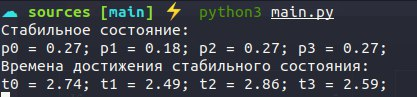 sources [main] ⚡ python3 main.py
Стабильное состояние:
p0 = 0.27; p1 = 0.18; p2 = 0.27; p3 = 0.27;
Времена достижения стабильного состояния:
t0 = 2.74; t1 = 2.49; t2 = 2.86; t3 = 2.59;